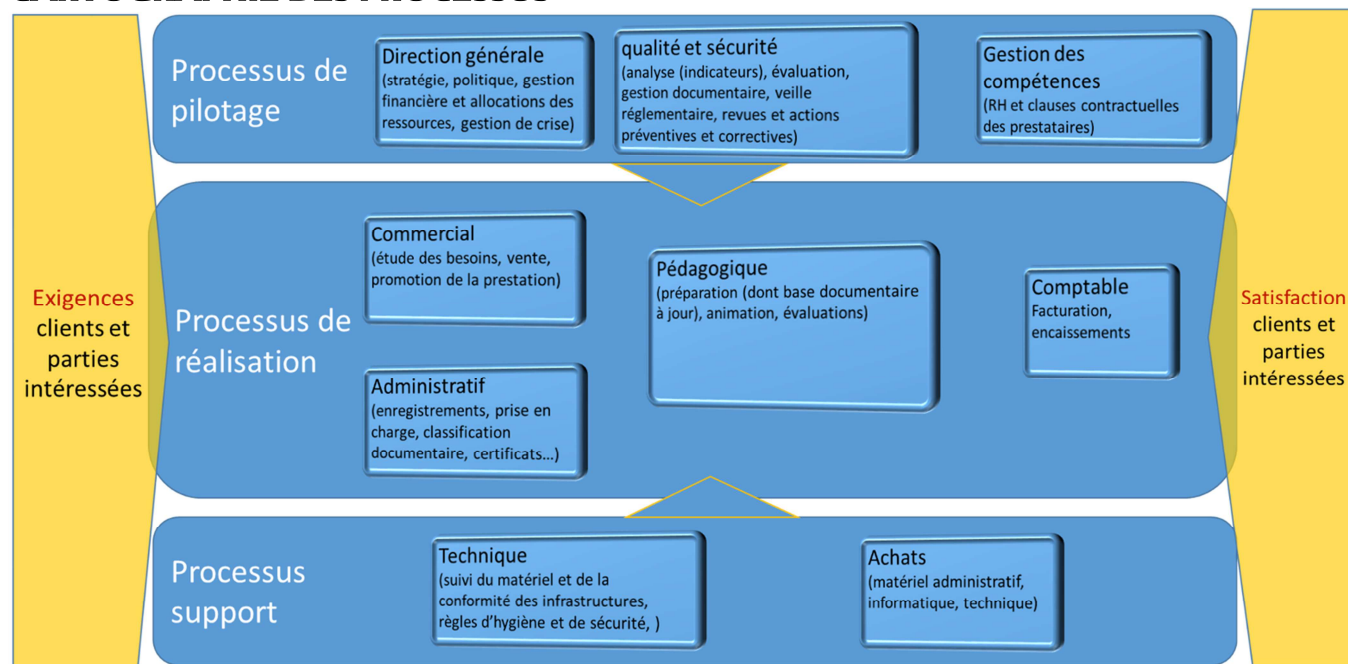 CARTOGRAPHIE DES PROCESSUS
Exigences
clients et
parties
intéressées
Processus de
pilotage
Direction générale
(stratégie, politique, gestion
financière et allocations des
ressources, gestion de crise)
qualité et sécurité
(analyse (indicateurs), évaluation,
gestion documentaire, veille
réglementaire, revues et actions
préventives et correctives)
Gestion des
compétences
(RH et clauses contractuelles
des prestataires)
Processus de
réalisation
Commercial
(étude des besoins, vente,
promotion de la prestation)
Administratif
(enregistrements, prise en
charge, classification
documentaire, certificats...)
Pédagogique
(préparation (dont base documentaire
à jour), animation, évaluations)
Comptable
Facturation,
encaissements
Processus
support
Technique
(suivi du matériel et de la
conformité des infrastructures,
règles d'hygiène et de sécurité, )
Achats
(matériel administratif,
informatique, technique)
Satisfaction
clients et
parties
intéressées